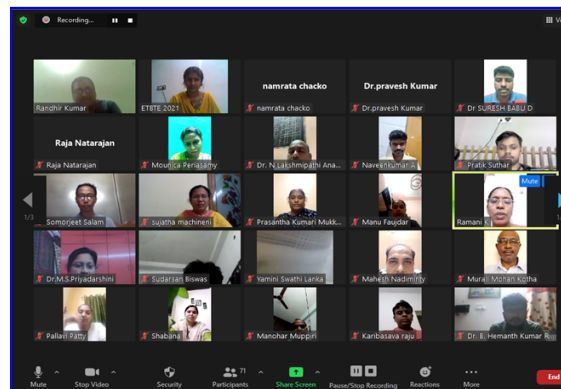 Recording...
Vi
namrata chacko
Dr.pravesh Kumar
Randhir Kumar
ETBTE 2021
namrata chacko
Dr.pravesh Kumar
Dr SURESH BABU D
Raja Natarajan
Raja Natarajan
Mounica Periasamy
Dr. N Lakshmipathi Ana...
Naveenkumar A
Pratik Suthar
Mute
1/3
Somorjeet Salam
sujatha machineni
Prasantha Kumari Mukk...
Manu Faujdar
Ramani K
Dr.M.S.Priyadarshini
Sudarsan Biswas
Yamini Swathi Lanka
Mahesh Nadiminty
Murali Mohan Kotha
Pallavi Patty
Shabana
Manohar Muppiri
Karibasava raju
Dr. B. Hemanth Kumar
71
Mute
Stop Video
Security
Participants
Share Screen
Pause/Stop Recording
Reactions
More
End